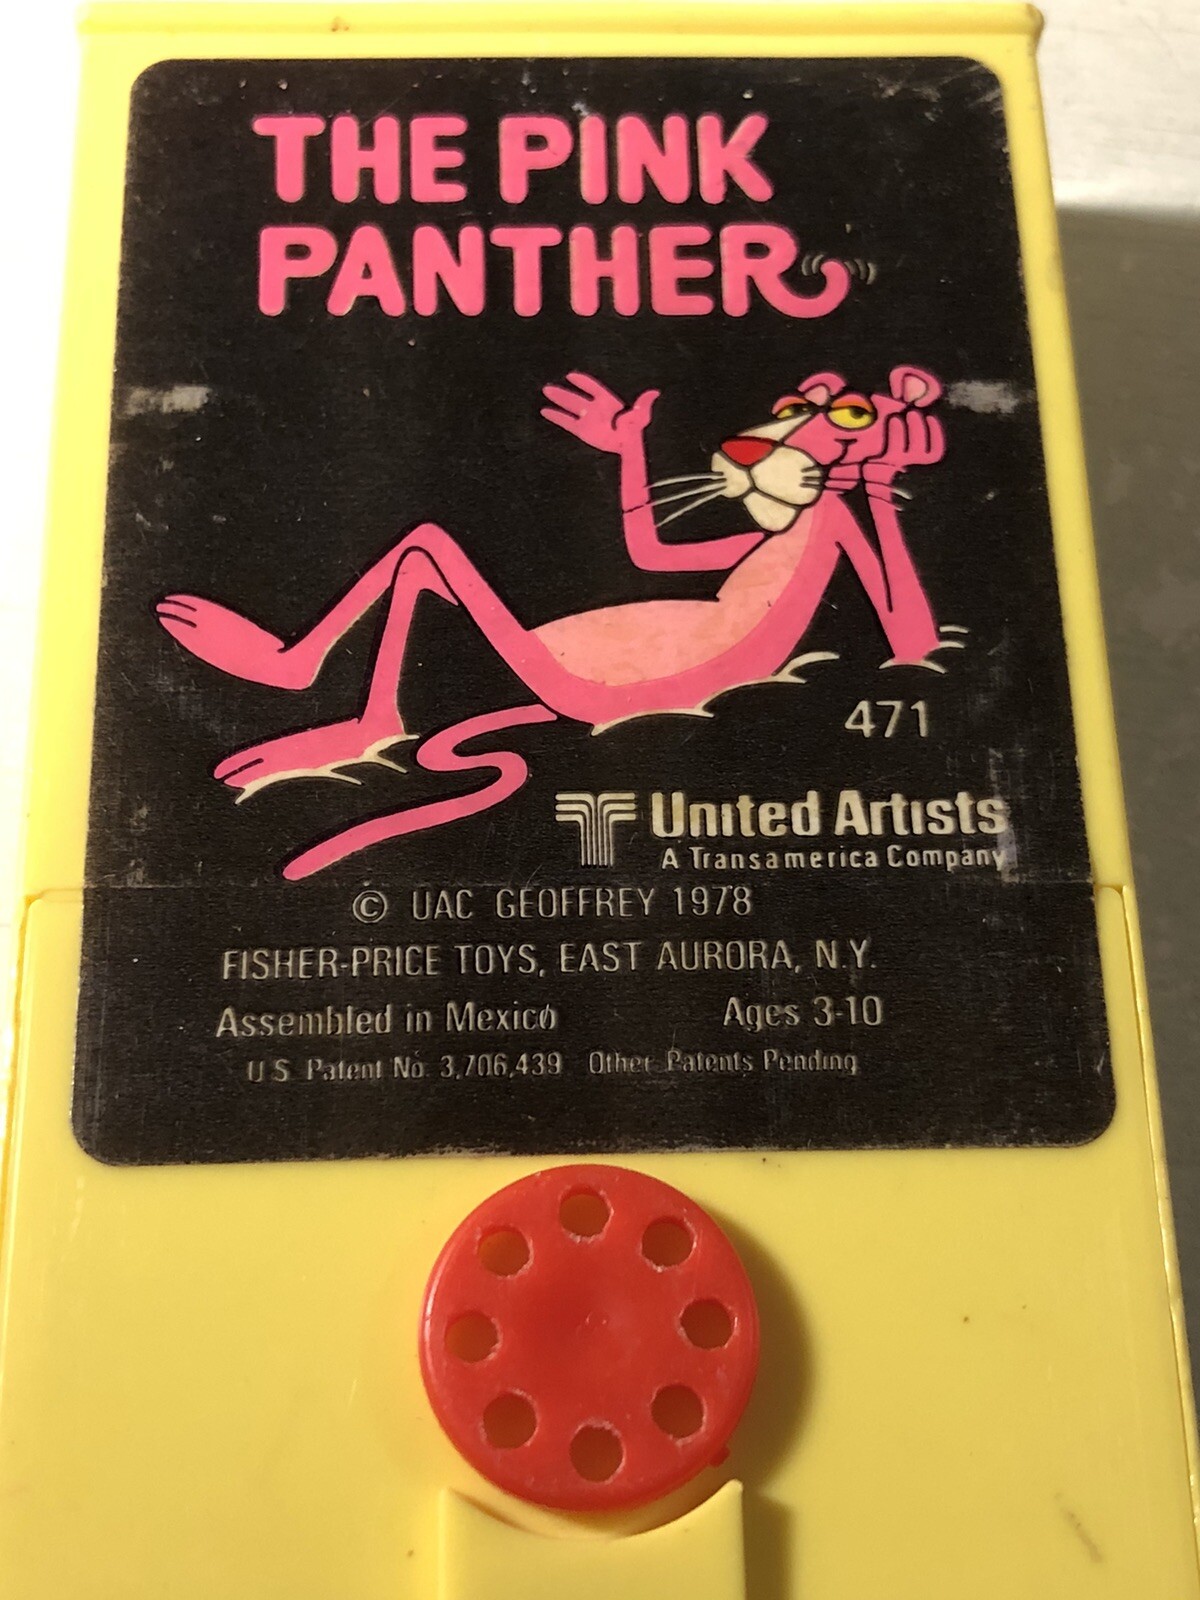 THE PINK
PANTHER
471
United Artists
A Transamerica Company
© UAC GEOFFREY 1978
FISHER-PRICE TOYS, EAST AURORA, N.Y.
Assembled in Mexico Ages 3-10
U S Patent No. 3,706,439 Other Patents Pending